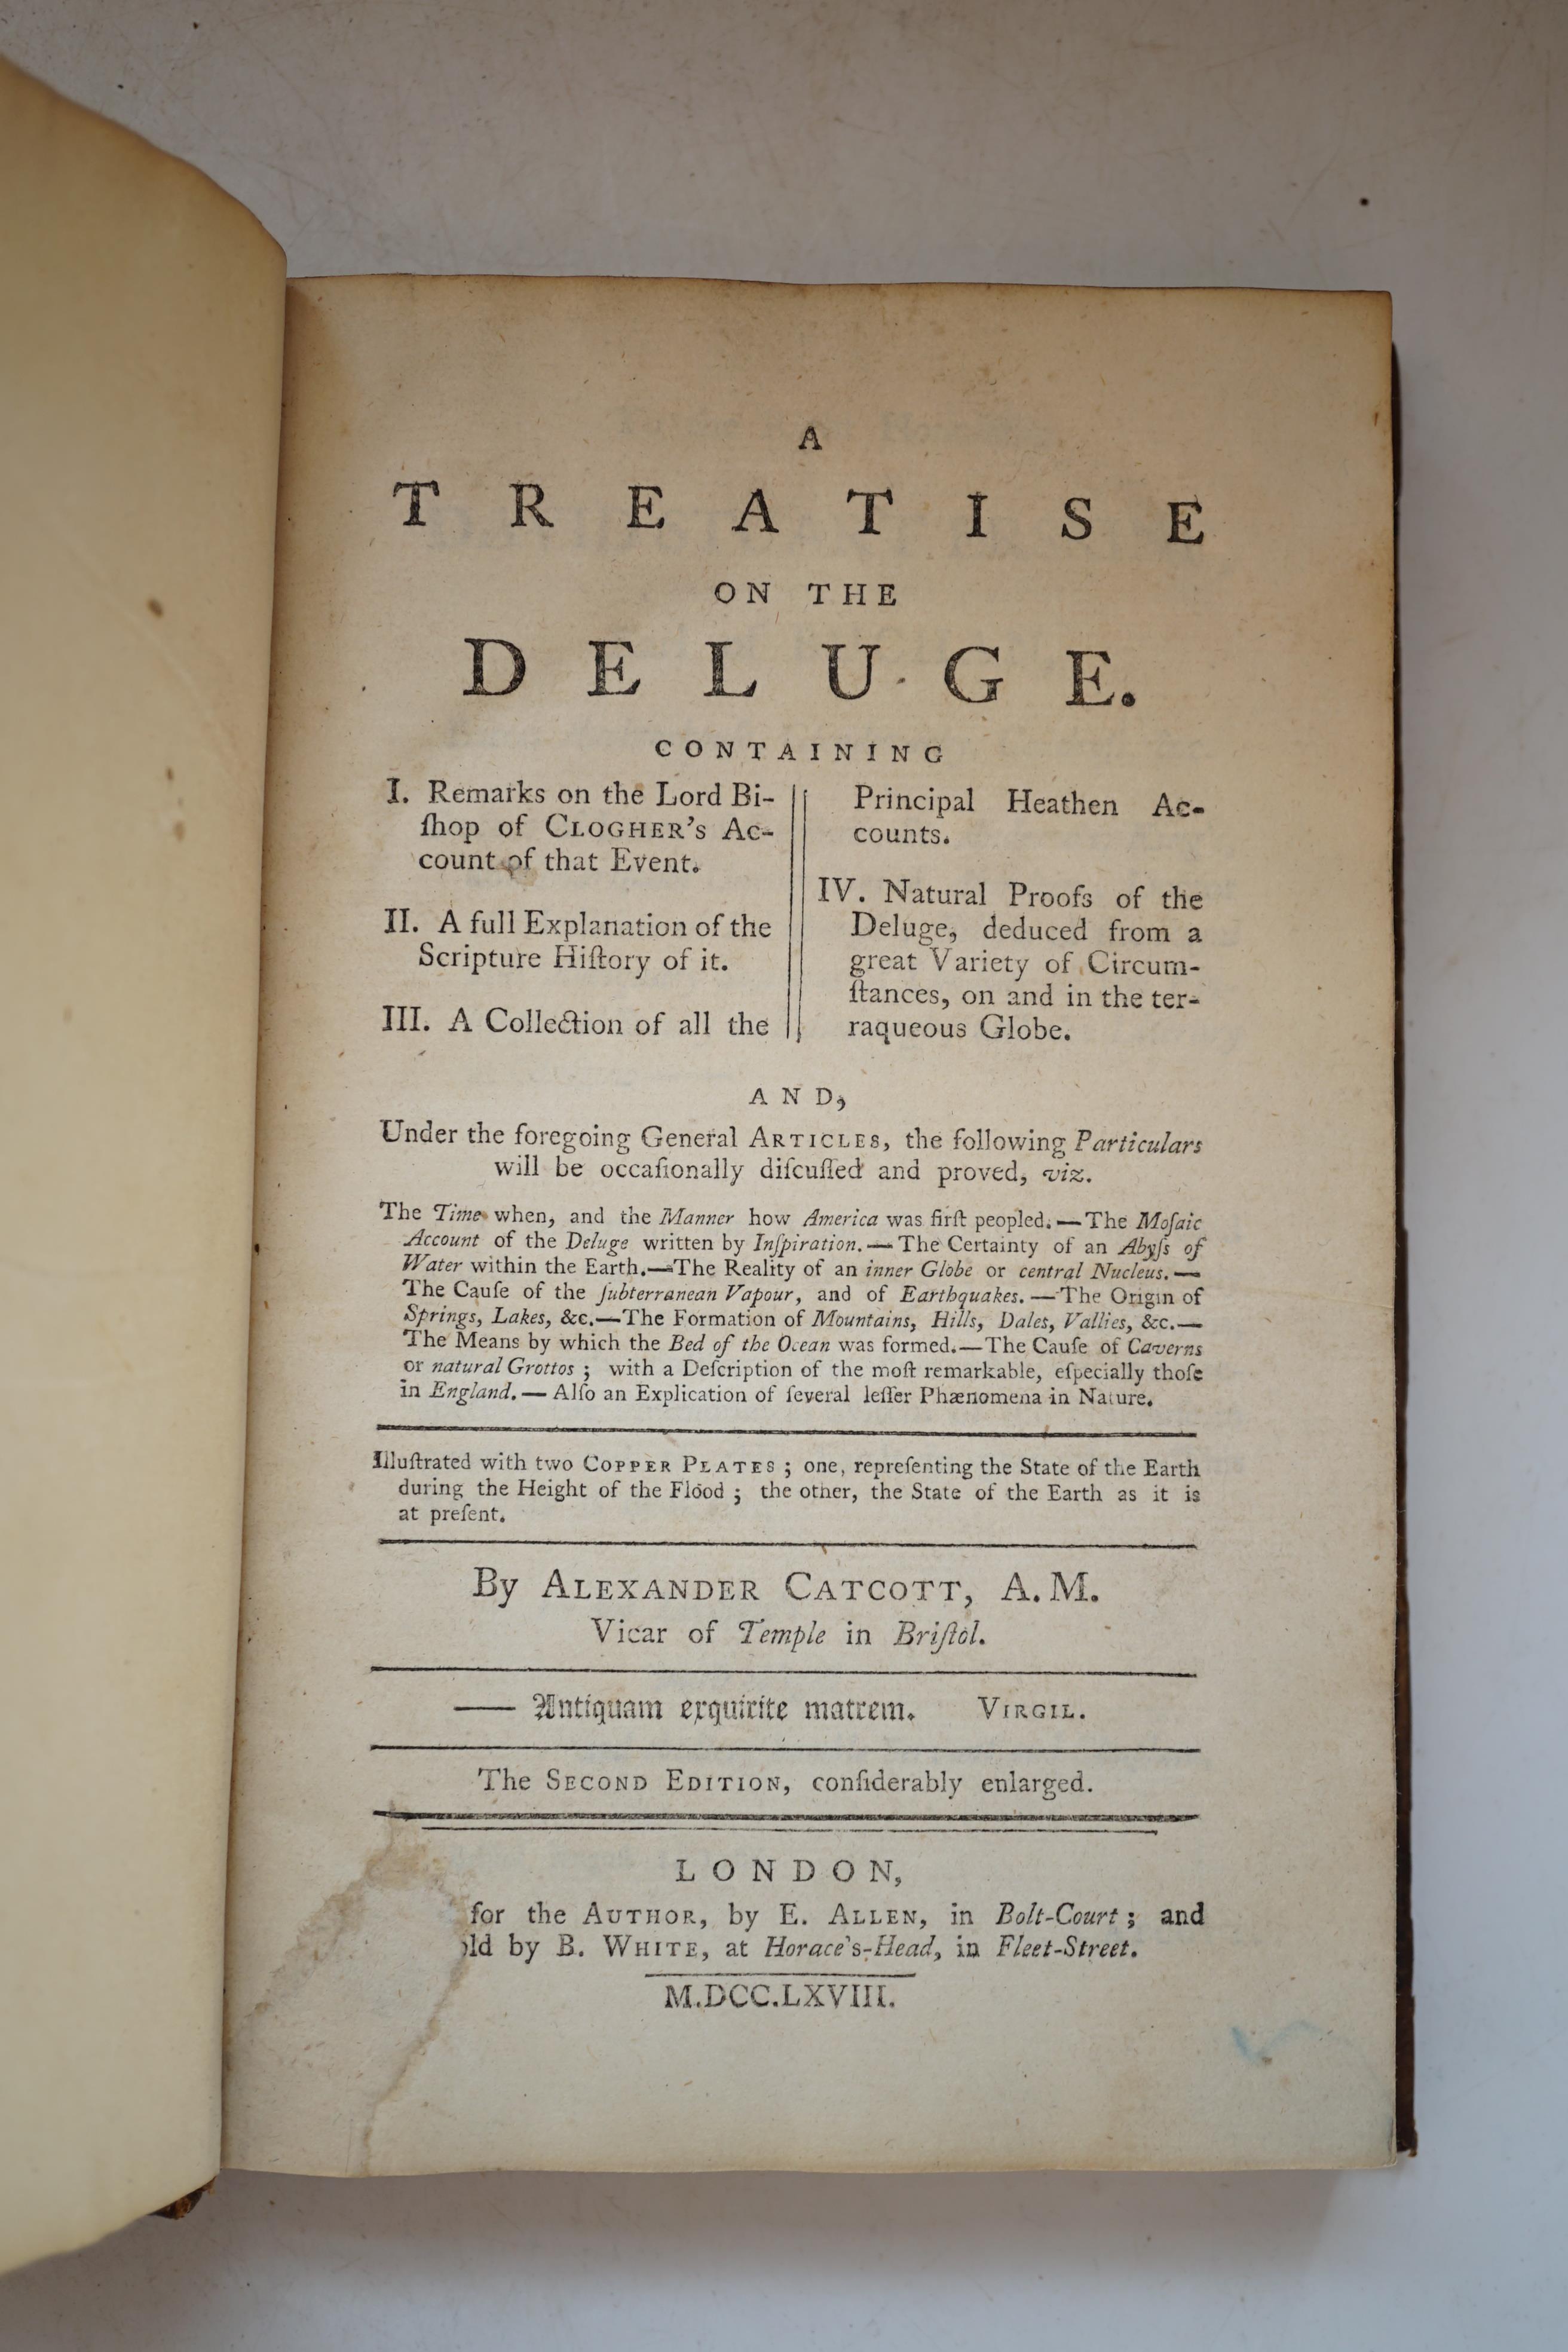 A
TREATISE
ON THE
DELUGE.
CONTAINING
I. Remarks on the Lord Bi-
ſhop of CLOGHER'S Ac-
count of that Event.
II. A full Explanation of the
Scripture Hiſtory of it.
III. A Collection of all the
Principal Heathen Ac-
counts.
IV. Natural Proofs of the
Deluge, deduced from a
great Variety of Circum-
ſtances, on and in the ter-
raqueous Globe.
AND,
Under the foregoing General ARTICLES, the following Particulars
will be occaſionally diſcuſſed and proved, viz.
The Time when, and the Manner how America was firſt peopled.—The Moſaic
Account of the Deluge written by Inſpiration.—The Certainty of an Abyſs of
Water within the Earth.—The Reality of an inner Globe or central Nucleus.—
The Cauſe of the ſubterranean Vapour, and of Earthquakes.—The Origin of
Springs, Lakes, &c.—The Formation of Mountains, Hills, Dales, Vallies, &c.—
The Means by which the Bed of the Ocean was formed.—The Cauſe of Caverns
or natural Grottos; with a Deſcription of the moſt remarkable, eſpecially thoſe
in England.—Alſo an Explication of ſeveral leſſer Phænomena in Nature.
Illuſtrated with two COPPER PLATES; one, repreſenting the State of the Earth
during the Height of the Flood; the other, the State of the Earth as it is
at preſent.
By ALEXANDER CATCOTT, A.M.
Vicar of Temple in Briſtol.
—— Antiquam exquirite matrem. VIRGIL.
The SECOND EDITION, conſiderably enlarged.
LONDON,
for the AUTHOR, by E. ALLEN, in Bolt-Court; and
ld by B. WHITE, at Horace's-Head, in Fleet-Street.
M.DCC.LXVIII.